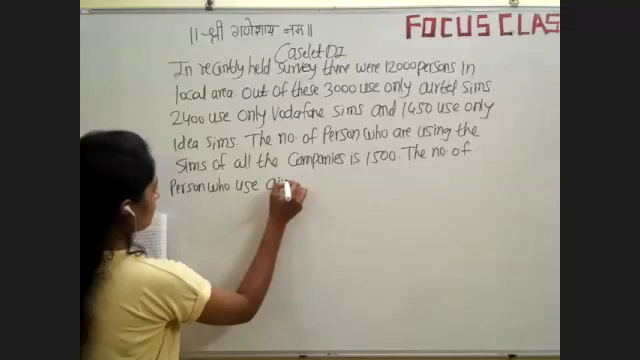 ॥ श्री गणेशाय नमः ॥
FOCUS CLAS
Caselet DI
In recently held survey there were 12000 persons in
local area. Out of these 3000 use only airtel sims.
2400 use only Vodafone sims and 1450 use only
Idea sims. The no. of Person who are using the
sims of all the Companies is 1500. The no. of
Person who use ai